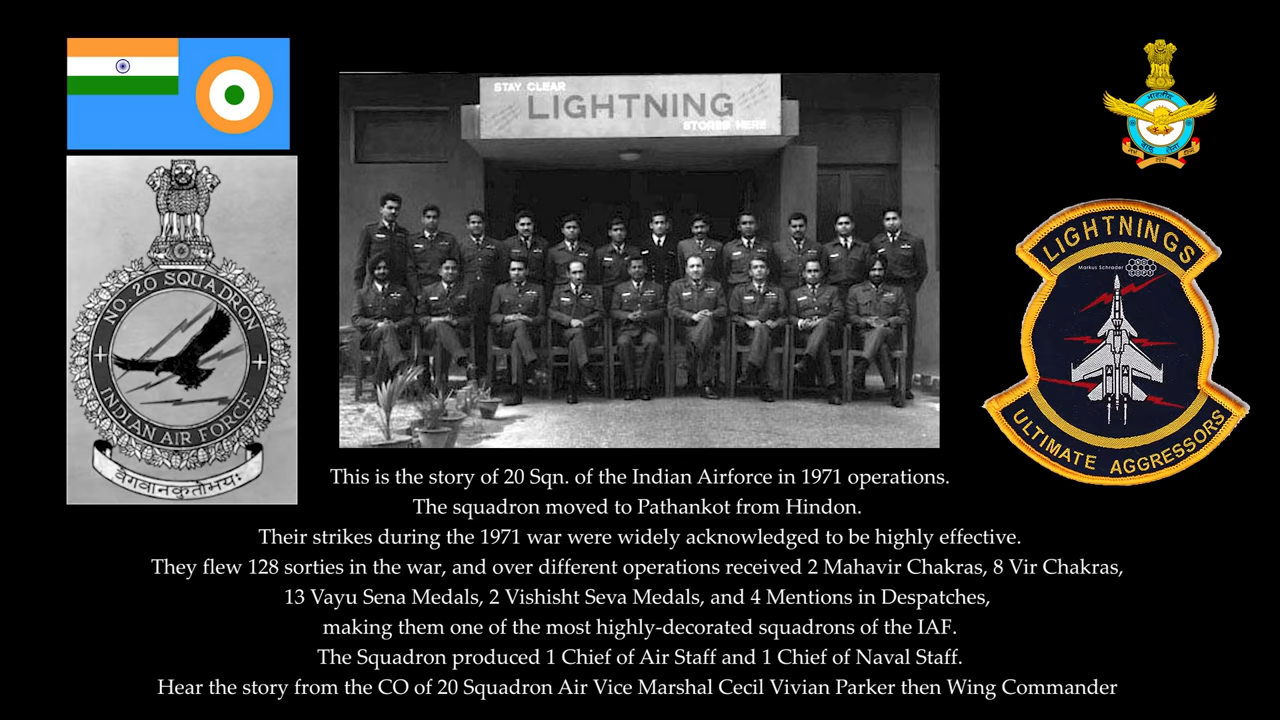 STAY CLEAR
LIGHTNING
STORES HERE
NO. 20 SQUADRON
INDIAN AIR FORCE
वेगवानकुतोभयः
LIGHTNINGS
Markus Schrader
ULTIMATE AGGRESSORS
This is the story of 20 Sqn. of the Indian Airforce in 1971 operations.
The squadron moved to Pathankot from Hindon.
Their strikes during the 1971 war were widely acknowledged to be highly effective.
They flew 128 sorties in the war, and over different operations received 2 Mahavir Chakras, 8 Vir Chakras,
13 Vayu Sena Medals, 2 Vishisht Seva Medals, and 4 Mentions in Despatches,
making them one of the most highly-decorated squadrons of the IAF.
The Squadron produced 1 Chief of Air Staff and 1 Chief of Naval Staff.
Hear the story from the CO of 20 Squadron Air Vice Marshal Cecil Vivian Parker then Wing Commander